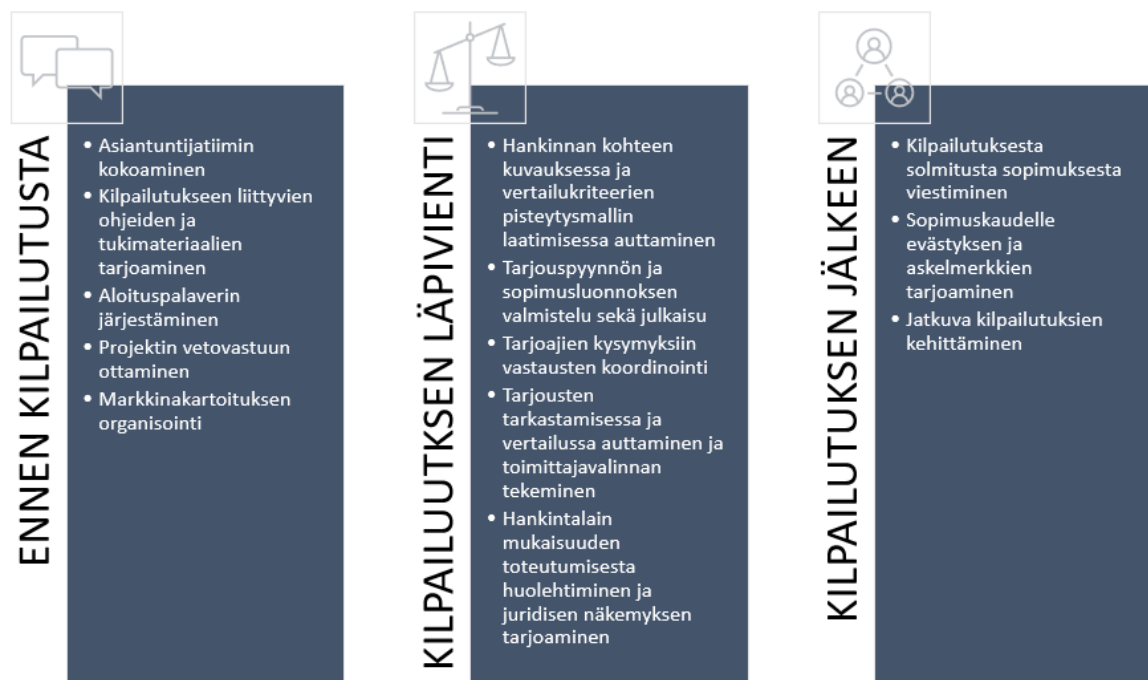 ENNEN KILPAILUTUSTA
• Asiantuntijatiimin
kokoaminen
• Kilpailutukseen liittyvien
ohjeiden ja
tukimateriaalien
tarjoaminen
• Aloituspalaverin
järjestäminen
• Projektin vetovastuun
ottaminen
• Markkinakartoituksen
organisointi
KILPAILUUTKSEN LÄPIVIENTI
• Hankinnan kohteen
kuvauksessa ja
vertailukriteerien
pisteytysmallin
laatimisessa auttaminen
• Tarjouspyynnön ja
sopimusluonnoksen
valmistelu sekä julkaisu
• Tarjoajien kysymyksiin
vastausten koordinointi
• Tarjousten
tarkastamisessa ja
vertailussa auttaminen ja
toimittajavalinnan
tekeminen
• Hankintalain
mukaisuuden
toteutumisesta
huolehtiminen ja
juridisen näkemyksen
tarjoaminen
KILPAILUTUKSEN JÄLKEEN
• Kilpailutuksesta
solmitusta sopimuksesta
viestiminen
• Sopimuskaudelle
evästyksen ja
askelmerkkien
tarjoaminen
• Jatkuva kilpailutuksien
kehittäminen